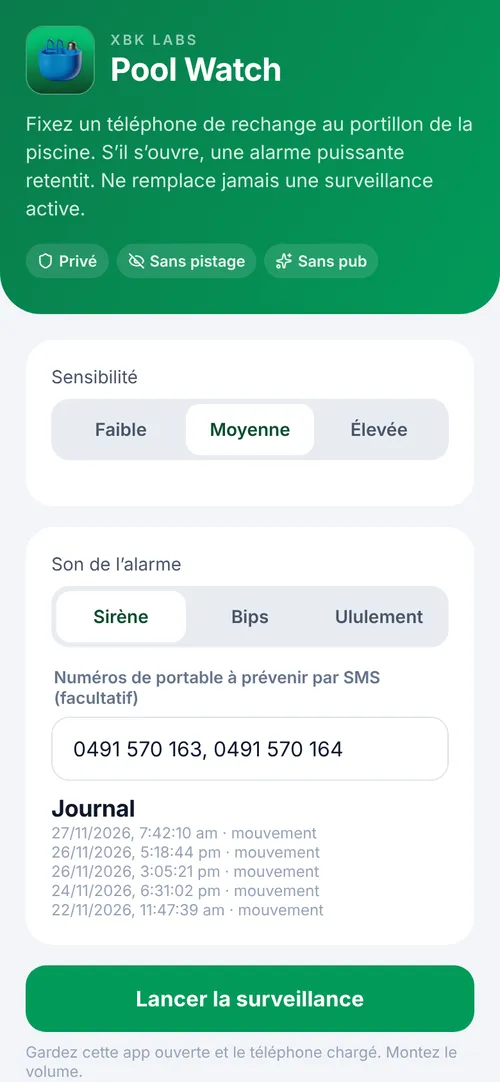 XBK LABS
Pool Watch
Fixez un téléphone de rechange au portillon de la
piscine. S’il s’ouvre, une alarme puissante
retentit. Ne remplace jamais une surveillance
active.
Privé
Sans pistage
Sans pub
Sensibilité
Faible
Moyenne
Élevée
Son de l’alarme
Sirène
Bips
Ululement
Numéros de portable à prévenir par SMS
(facultatif)
0491 570 163, 0491 570 164
Journal
27/11/2026, 7:42:10 am · mouvement
26/11/2026, 5:18:44 pm · mouvement
26/11/2026, 3:05:21 pm · mouvement
24/11/2026, 6:31:02 pm · mouvement
22/11/2026, 11:47:39 am · mouvement
Lancer la surveillance
Gardez cette app ouverte et le téléphone chargé. Montez le
volume.